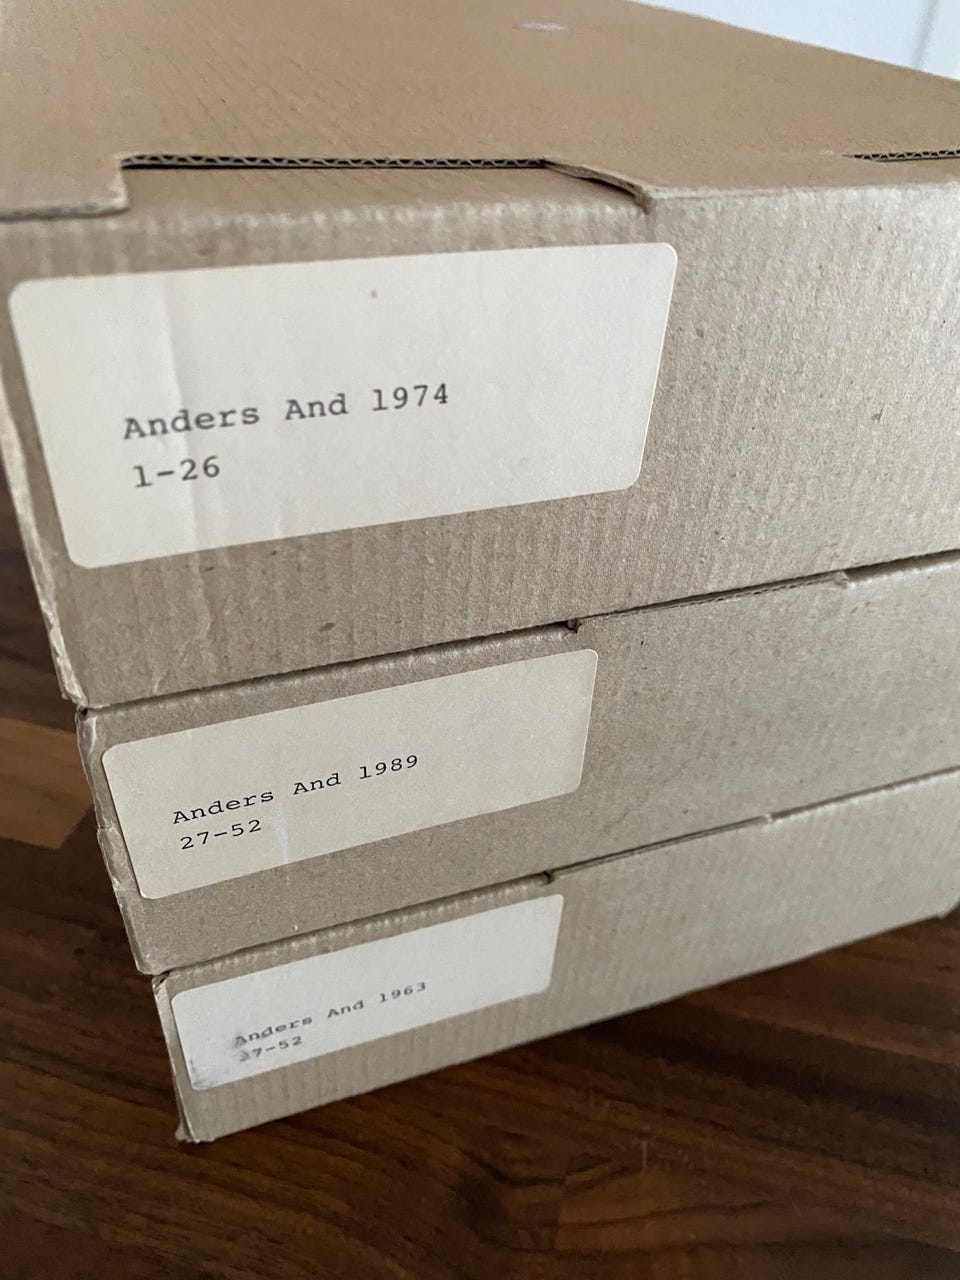 Anders And 1974
1-26
Anders And 1989
27-52
Anders And 1963
27-52